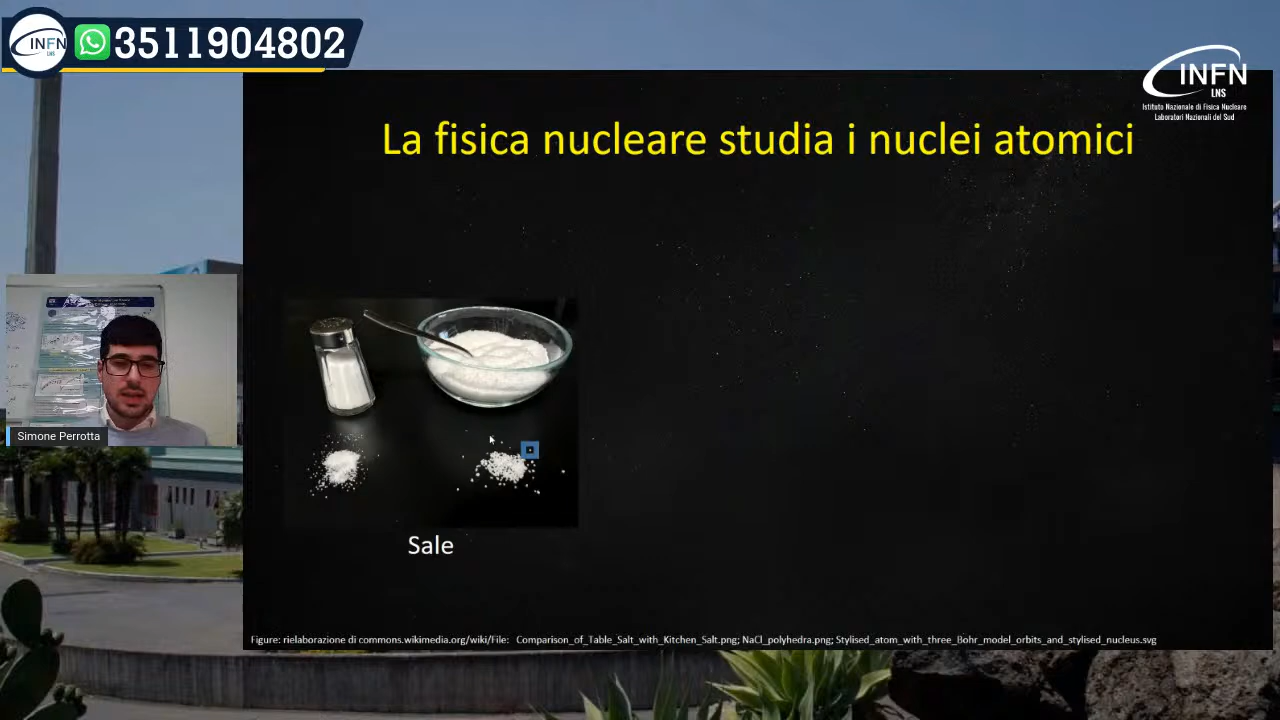 INFN
LNS
3511904802
INFN
LNS
Istituto Nazionale di Fisica Nucleare
Laboratori Nazionali del Sud
La fisica nucleare studia i nuclei atomici
Simone Perrotta
Sale
Figure: rielaborazione di commons.wikimedia.org/wiki/File: Comparison_of_Table_Salt_with_Kitchen_Salt.png; NaCl_polyhedra.png; Stylised_atom_with_three_Bohr_model_orbits_and_stylised_nucleus.svg